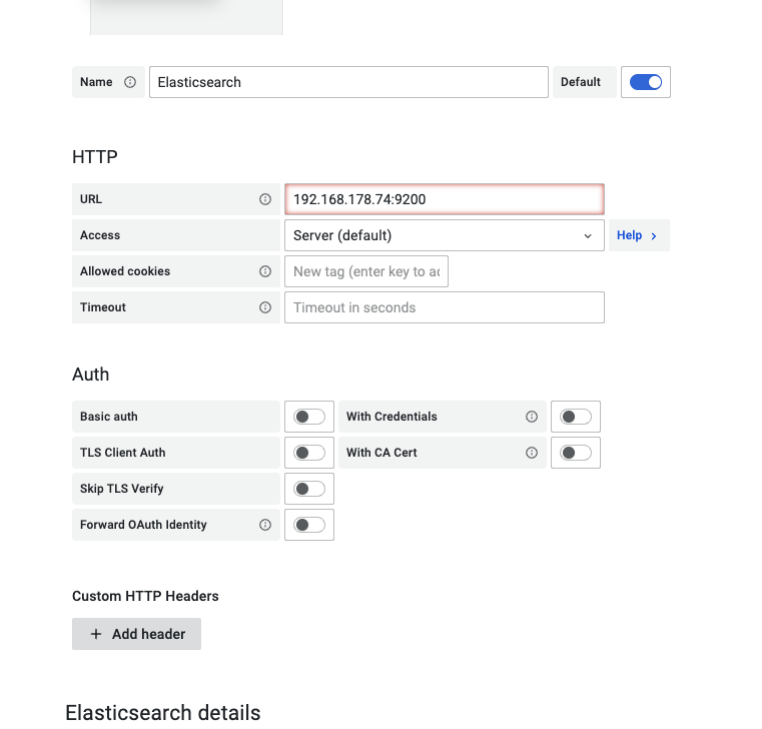 Name Elasticsearch Default
HTTP
URL 192.168.178.74:9200
Access Server (default) Help
Allowed cookies New tag (enter key to ac
Timeout Timeout in seconds
Auth
Basic auth With Credentials
TLS Client Auth With CA Cert
Skip TLS Verify
Forward OAuth Identity
Custom HTTP Headers
+ Add header
Elasticsearch details